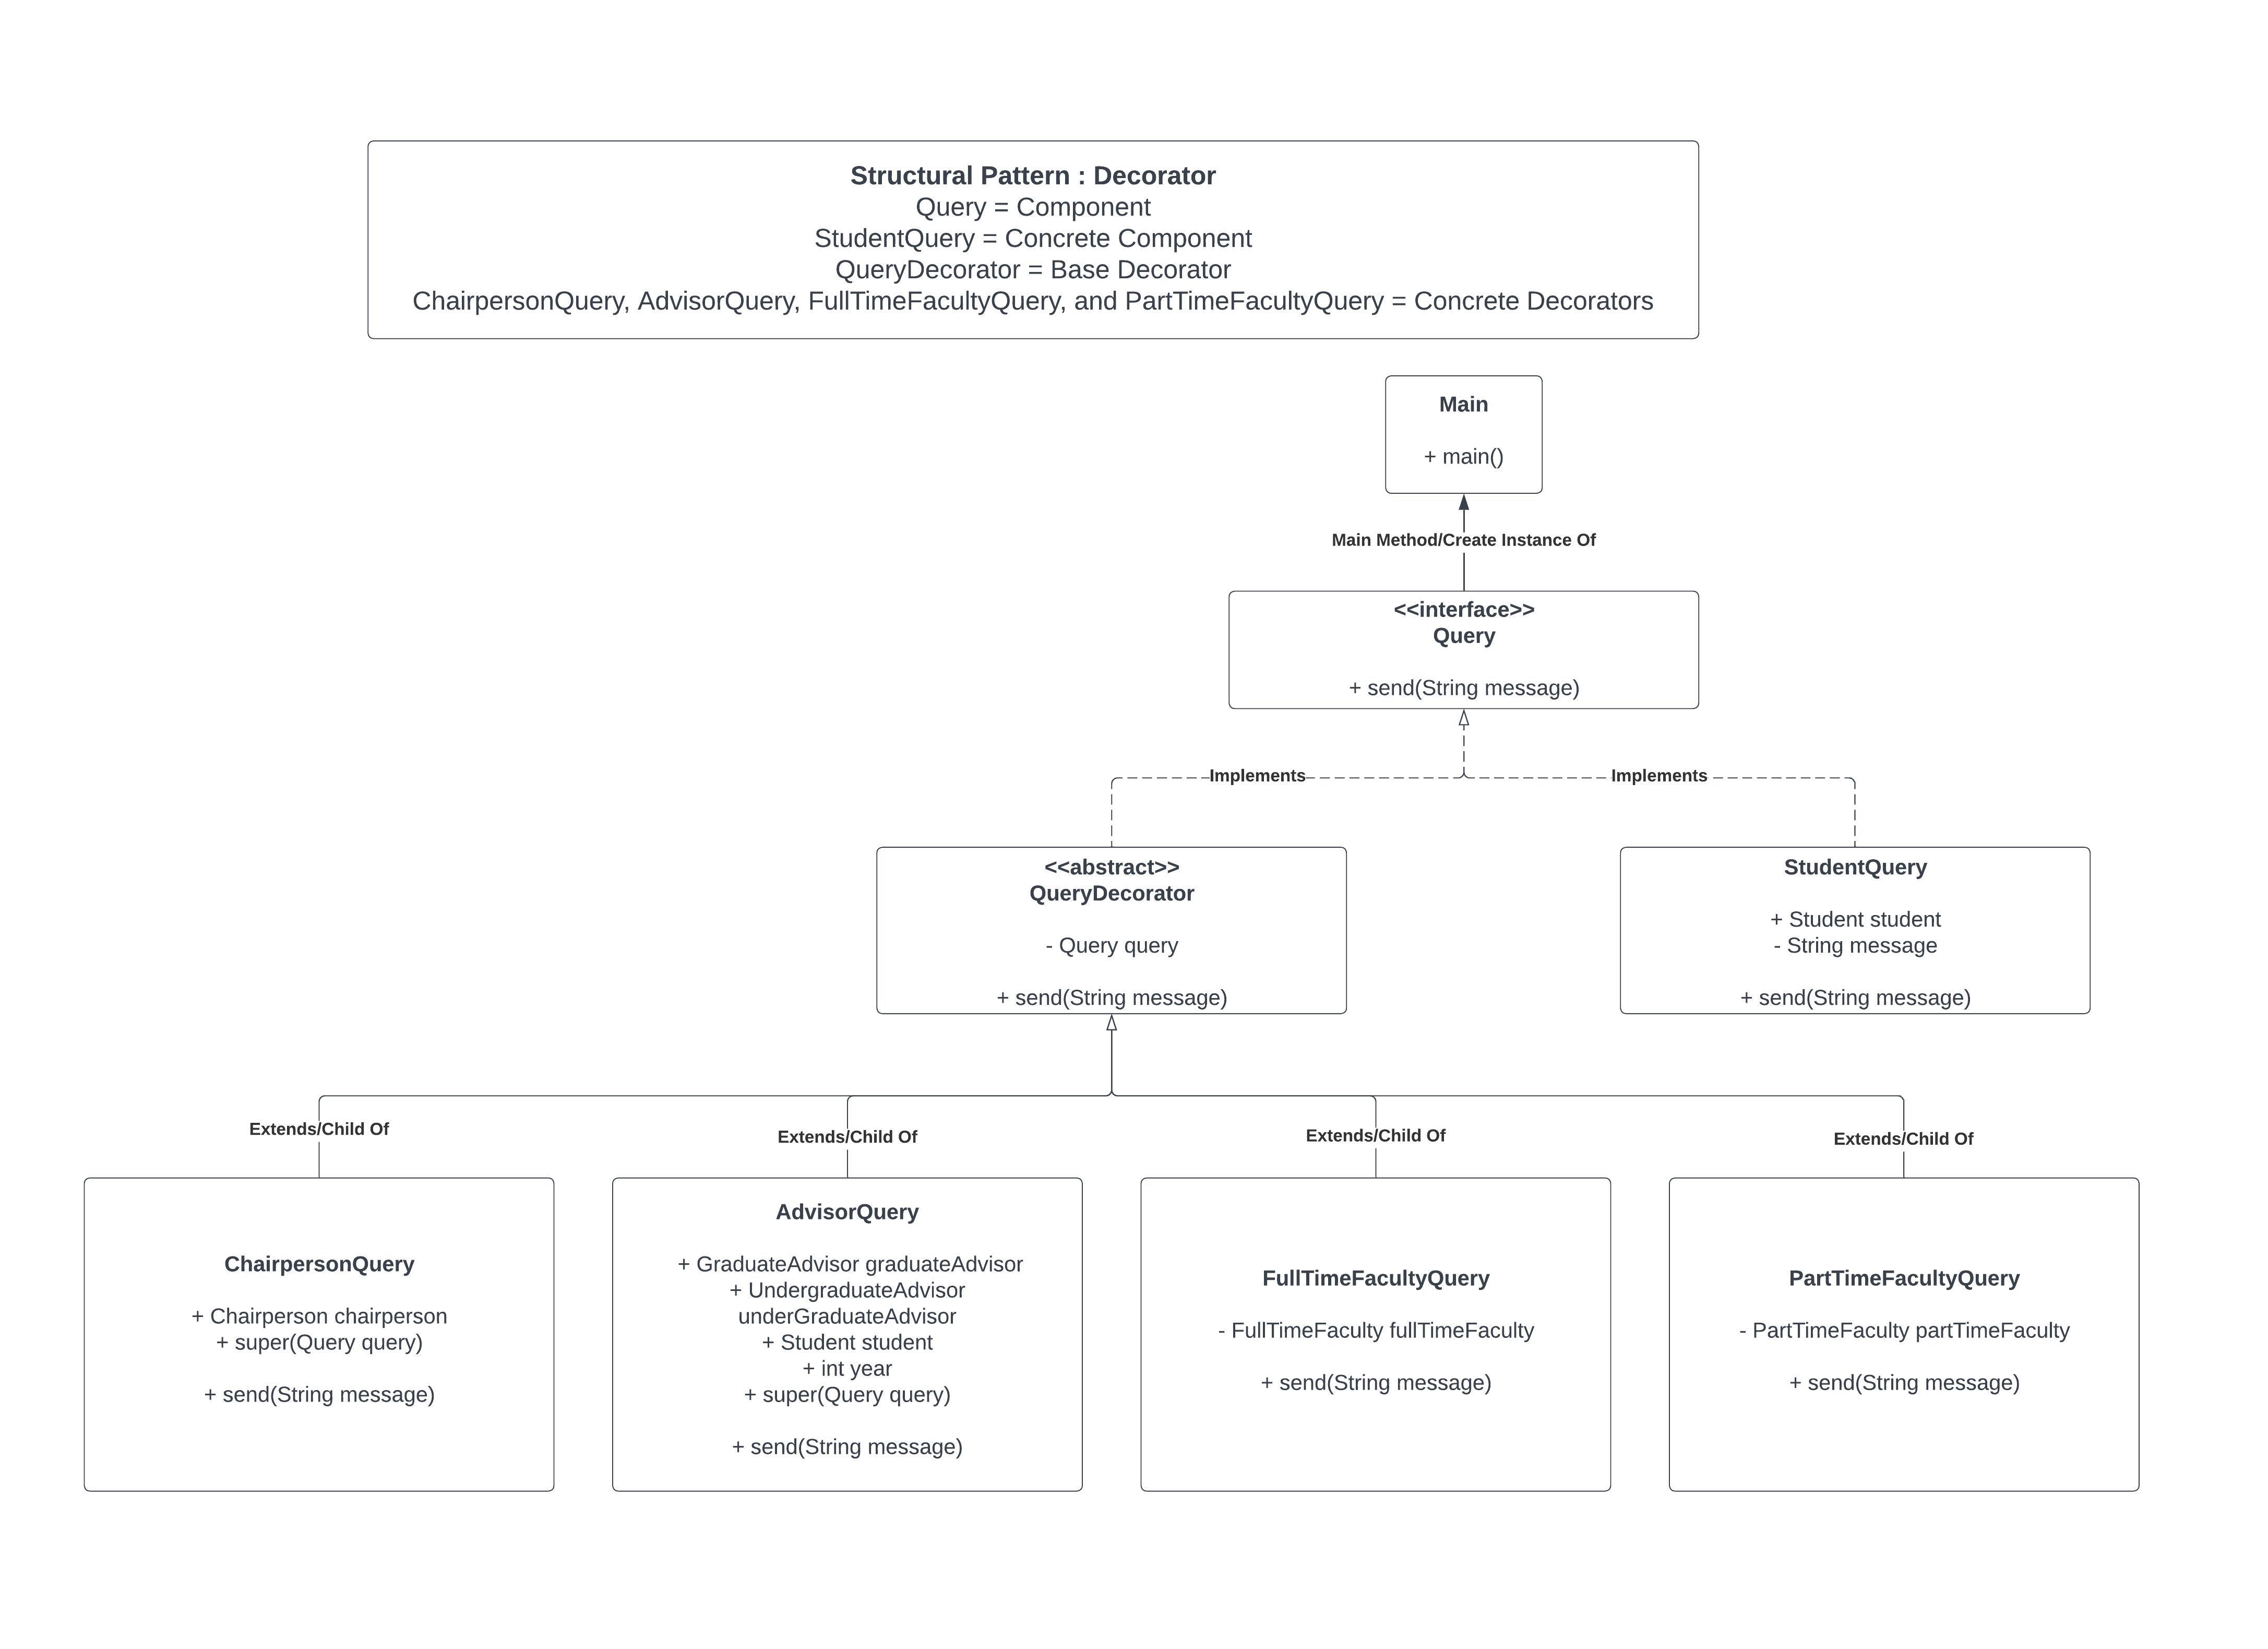 Structural Pattern : Decorator
Query = Component
StudentQuery = Concrete Component
QueryDecorator = Base Decorator
ChairpersonQuery, AdvisorQuery, FullTimeFacultyQuery, and PartTimeFacultyQuery = Concrete Decorators
Main
+ main()
Main Method/Create Instance Of
<<interface>>
Query
+ send(String message)
Implements
Implements
<<abstract>>
QueryDecorator
- Query query
+ send(String message)
StudentQuery
+ Student student
- String message
+ send(String message)
Extends/Child Of
Extends/Child Of
Extends/Child Of
Extends/Child Of
ChairpersonQuery
+ Chairperson chairperson
+ super(Query query)
+ send(String message)
AdvisorQuery
+ GraduateAdvisor graduateAdvisor
+ UndergraduateAdvisor
underGraduateAdvisor
+ Student student
+ int year
+ super(Query query)
+ send(String message)
FullTimeFacultyQuery
- FullTimeFaculty fullTimeFaculty
+ send(String message)
PartTimeFacultyQuery
- PartTimeFaculty partTimeFaculty
+ send(String message)